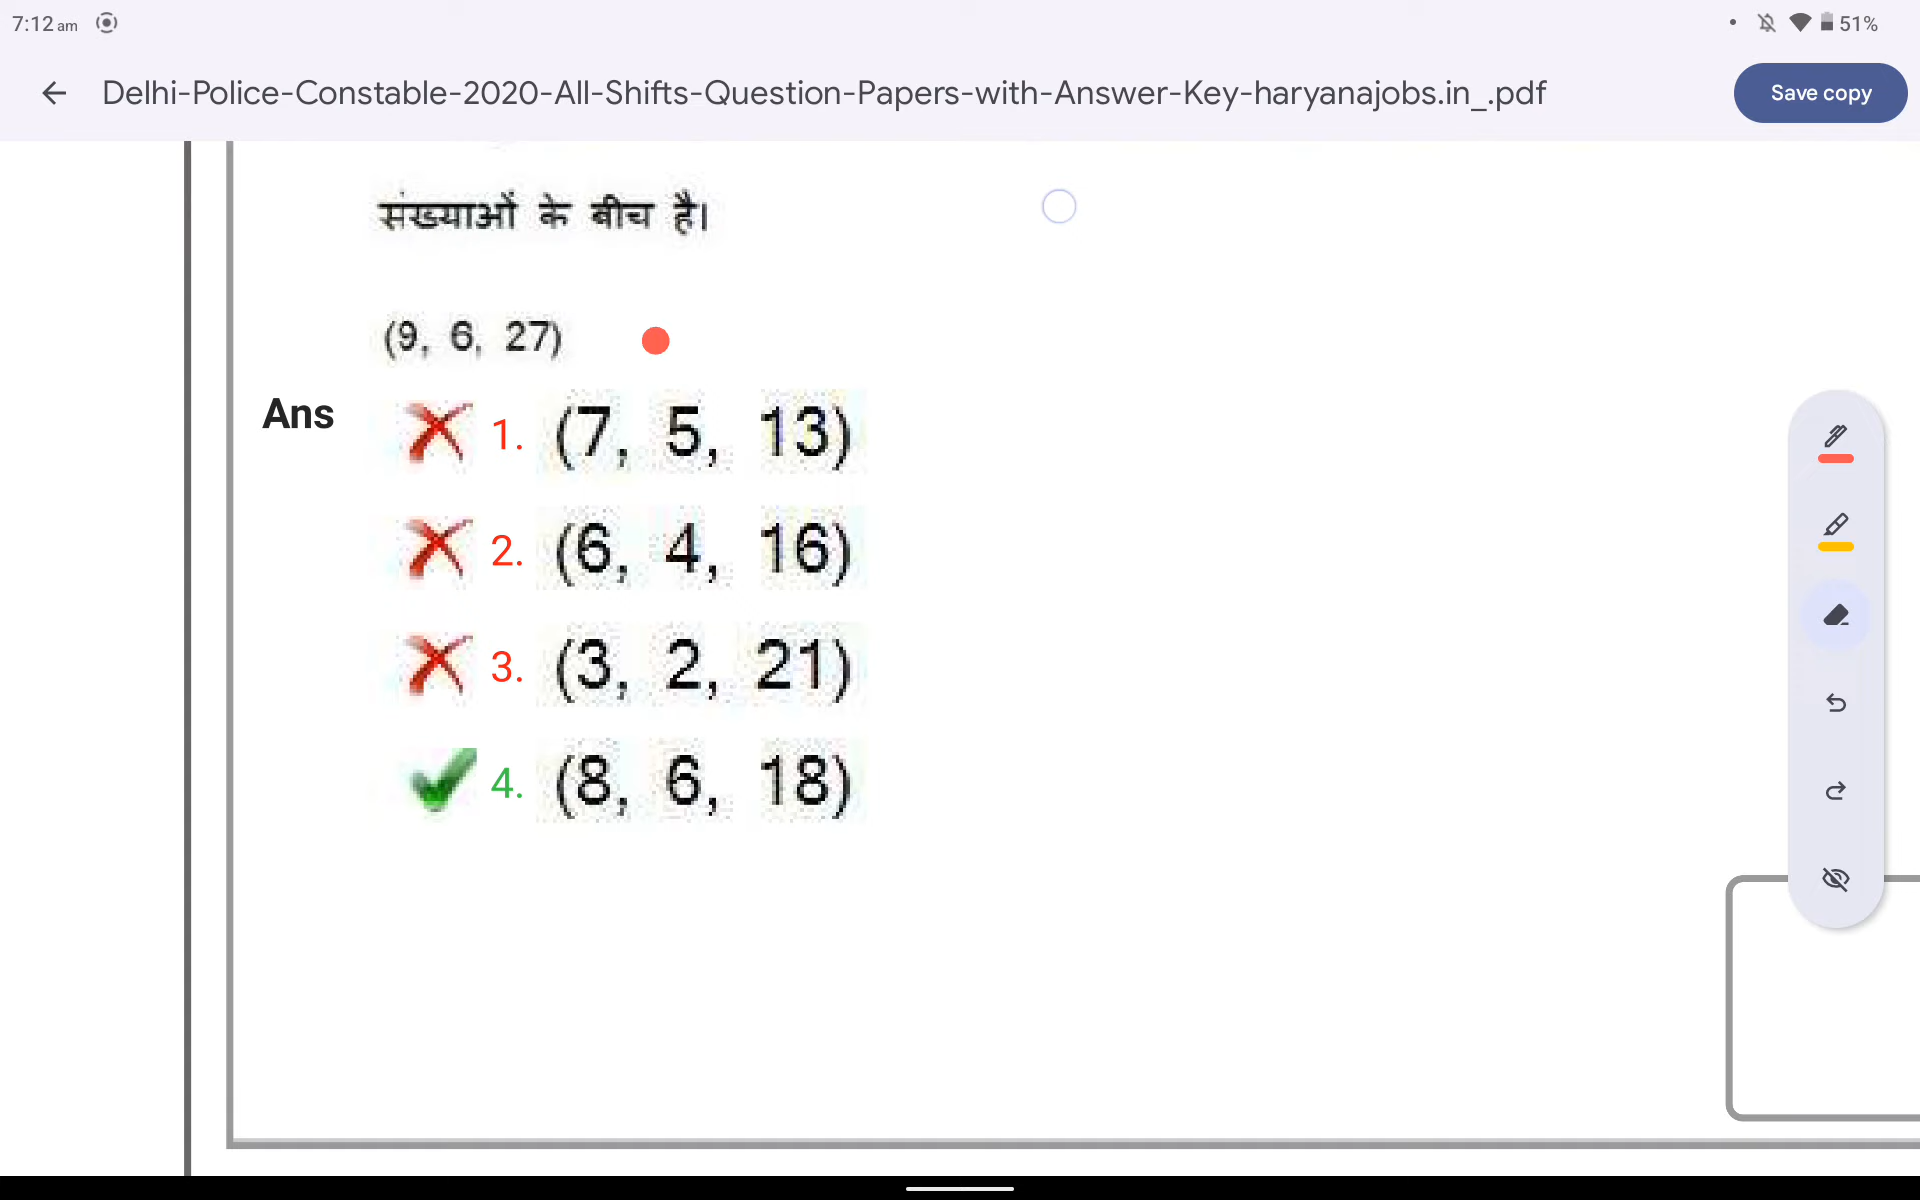 7:12 am 51%
Delhi-Police-Constable-2020-All-Shifts-Question-Papers-with-Answer-Key-haryanajobs.in_.pdf Save copy
संख्याओं के बीच है।
(9, 6, 27)
Ans 1. (7, 5, 13)
2. (6, 4, 16)
3. (3, 2, 21)
4. (8, 6, 18)